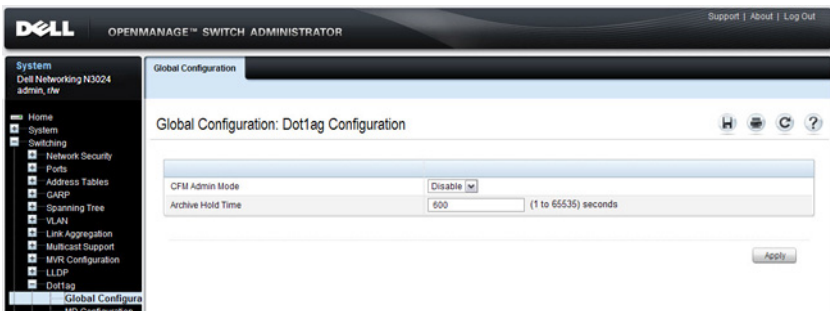 Support | About | Log Out
DELL OPENMANAGE™ SWITCH ADMINISTRATOR
System
Dell Networking N3024
admin, r/w
Global Configuration
Home
System
Switching
Network Security
Ports
Address Tables
GARP
Spanning Tree
VLAN
Link Aggregation
Multicast Support
MVR Configuration
LLDP
Dot1ag
Global Configura
MD Configuration
Global Configuration: Dot1ag Configuration
CFM Admin Mode Disable
Archive Hold Time 600 (1 to 65535) seconds
Apply